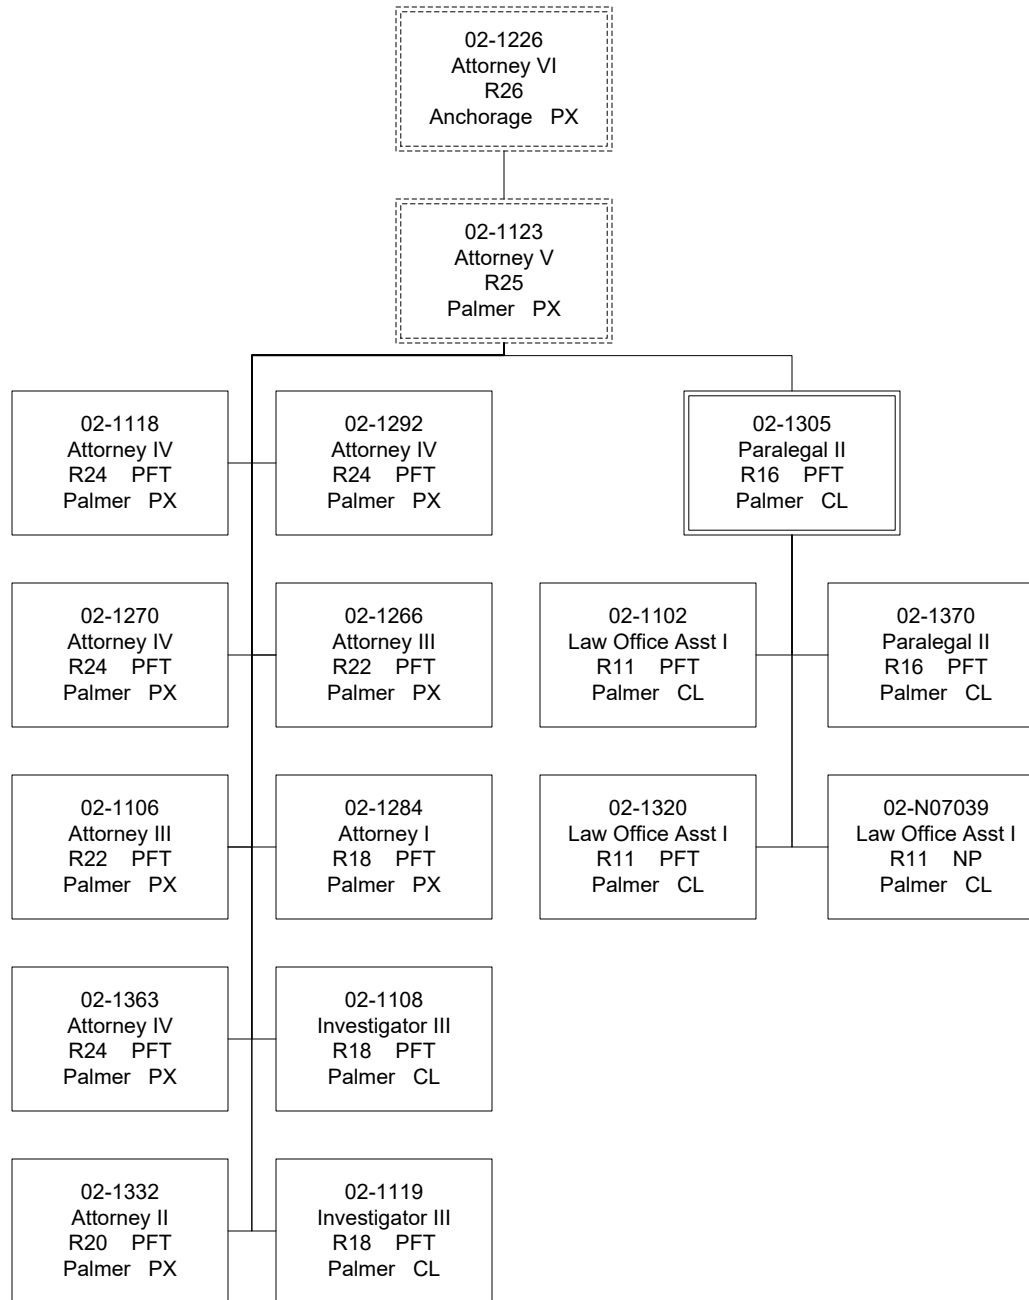 02-1226
Attorney VI
R26
Anchorage PX
02-1123
Attorney V
R25
Palmer PX
02-1118
Attorney IV
R24 PFT
Palmer PX
02-1292
Attorney IV
R24 PFT
Palmer PX
02-1305
Paralegal II
R16 PFT
Palmer CL
02-1270
Attorney IV
R24 PFT
Palmer PX
02-1266
Attorney III
R22 PFT
Palmer PX
02-1102
Law Office Asst I
R11 PFT
Palmer CL
02-1370
Paralegal II
R16 PFT
Palmer CL
02-1106
Attorney III
R22 PFT
Palmer PX
02-1284
Attorney I
R18 PFT
Palmer PX
02-1320
Law Office Asst I
R11 PFT
Palmer CL
02-N07039
Law Office Asst I
R11 NP
Palmer CL
02-1363
Attorney IV
R24 PFT
Palmer PX
02-1108
Investigator III
R18 PFT
Palmer CL
02-1332
Attorney II
R20 PFT
Palmer PX
02-1119
Investigator III
R18 PFT
Palmer CL